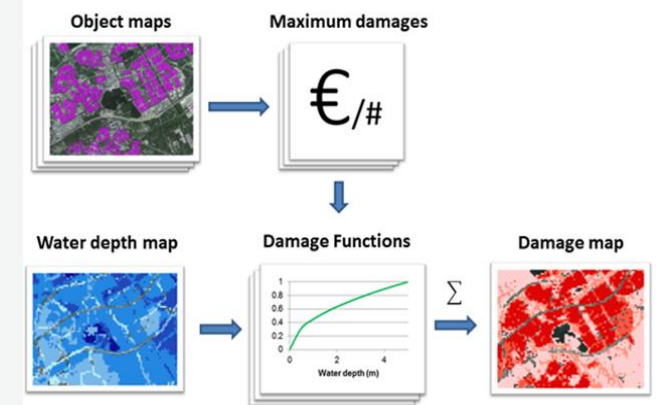 Object maps
Maximum damages
€/#
Water depth map
Damage Functions
Damage map
1
0.8
0.6
0.4
0.2
0
0 2 4
Water depth (m)
∑